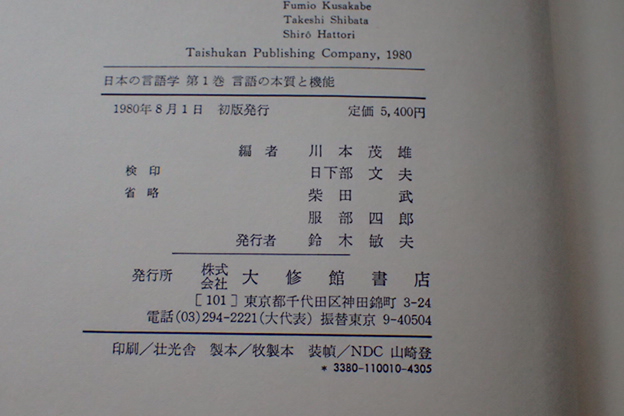 Fumio Kusakabe
Takeshi Shibata
Shirô Hattori
Taishukan Publishing Company, 1980
日本の言語学 第1巻 言語の本質と機能
1980年8月1日 初版発行 定価 5,400円
編者 川本茂雄
検印 日下部文夫
省略 柴田武
服部四郎
発行者 鈴木敏夫
発行所 株式会社 大修館書店
[101] 東京都千代田区神田錦町 3-24
電話(03)294-2221(大代表) 振替東京 9-40504
印刷/壮光舎 製本/牧製本 装幀/NDC 山崎登
* 3380-110010-4305